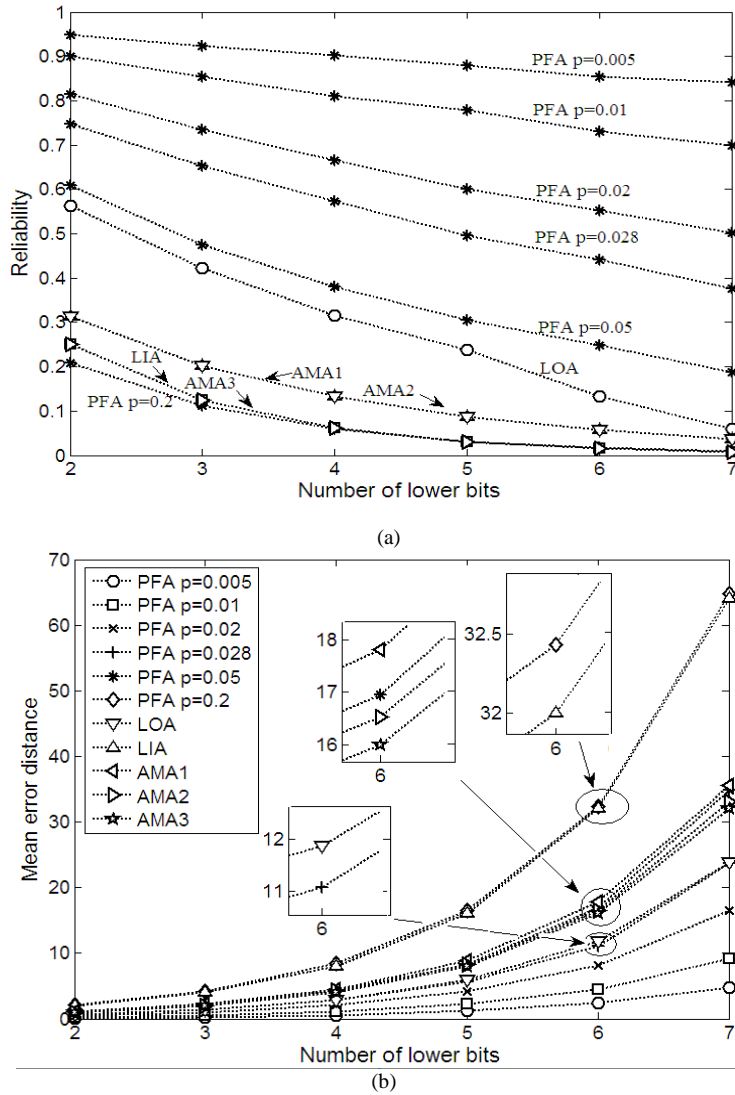 1
0.9
0.8
0.7
0.6
0.5
0.4
0.3
0.2
0.1
0
Reliability
PFA p=0.005
PFA p=0.01
PFA p=0.02
PFA p=0.028
PFA p=0.05
LOA
LIA
AMA1
AMA3
AMA2
PFA p=0.2
2 3 4 5 6 7
Number of lower bits
(a)
70
60
50
40
30
20
10
0
Mean error distance
PFA p=0.005
PFA p=0.01
PFA p=0.02
PFA p=0.028
PFA p=0.05
PFA p=0.2
LOA
LIA
AMA1
AMA2
AMA3
18
17
16
6
32.5
32
6
12
11
6
2 3 4 5 6 7
Number of lower bits
(b)